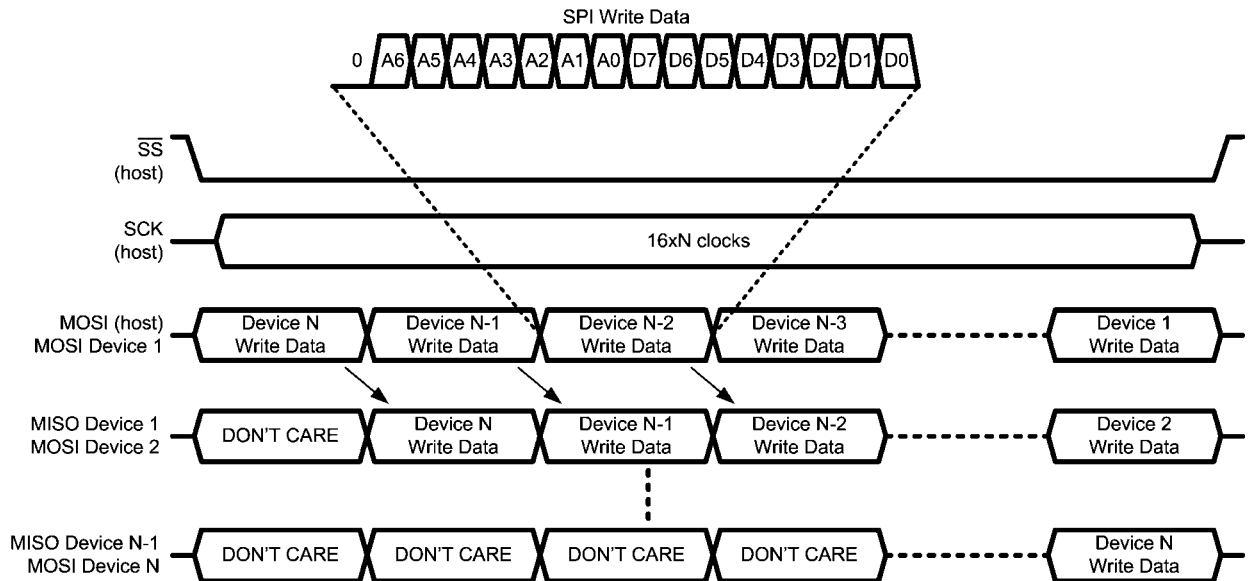 SPI Write Data
0 A6 A5 A4 A3 A2 A1 A0 D7 D6 D5 D4 D3 D2 D1 D0
SS
(host)
SCK
(host)
16xN clocks
MOSI (host)
MOSI Device 1
Device N
Write Data
Device N-1
Write Data
Device N-2
Write Data
Device N-3
Write Data
Device 1
Write Data
MISO Device 1
MOSI Device 2
DON'T CARE
Device N
Write Data
Device N-1
Write Data
Device N-2
Write Data
Device 2
Write Data
MISO Device N-1
MOSI Device N
DON'T CARE
DON'T CARE
DON'T CARE
DON'T CARE
Device N
Write Data